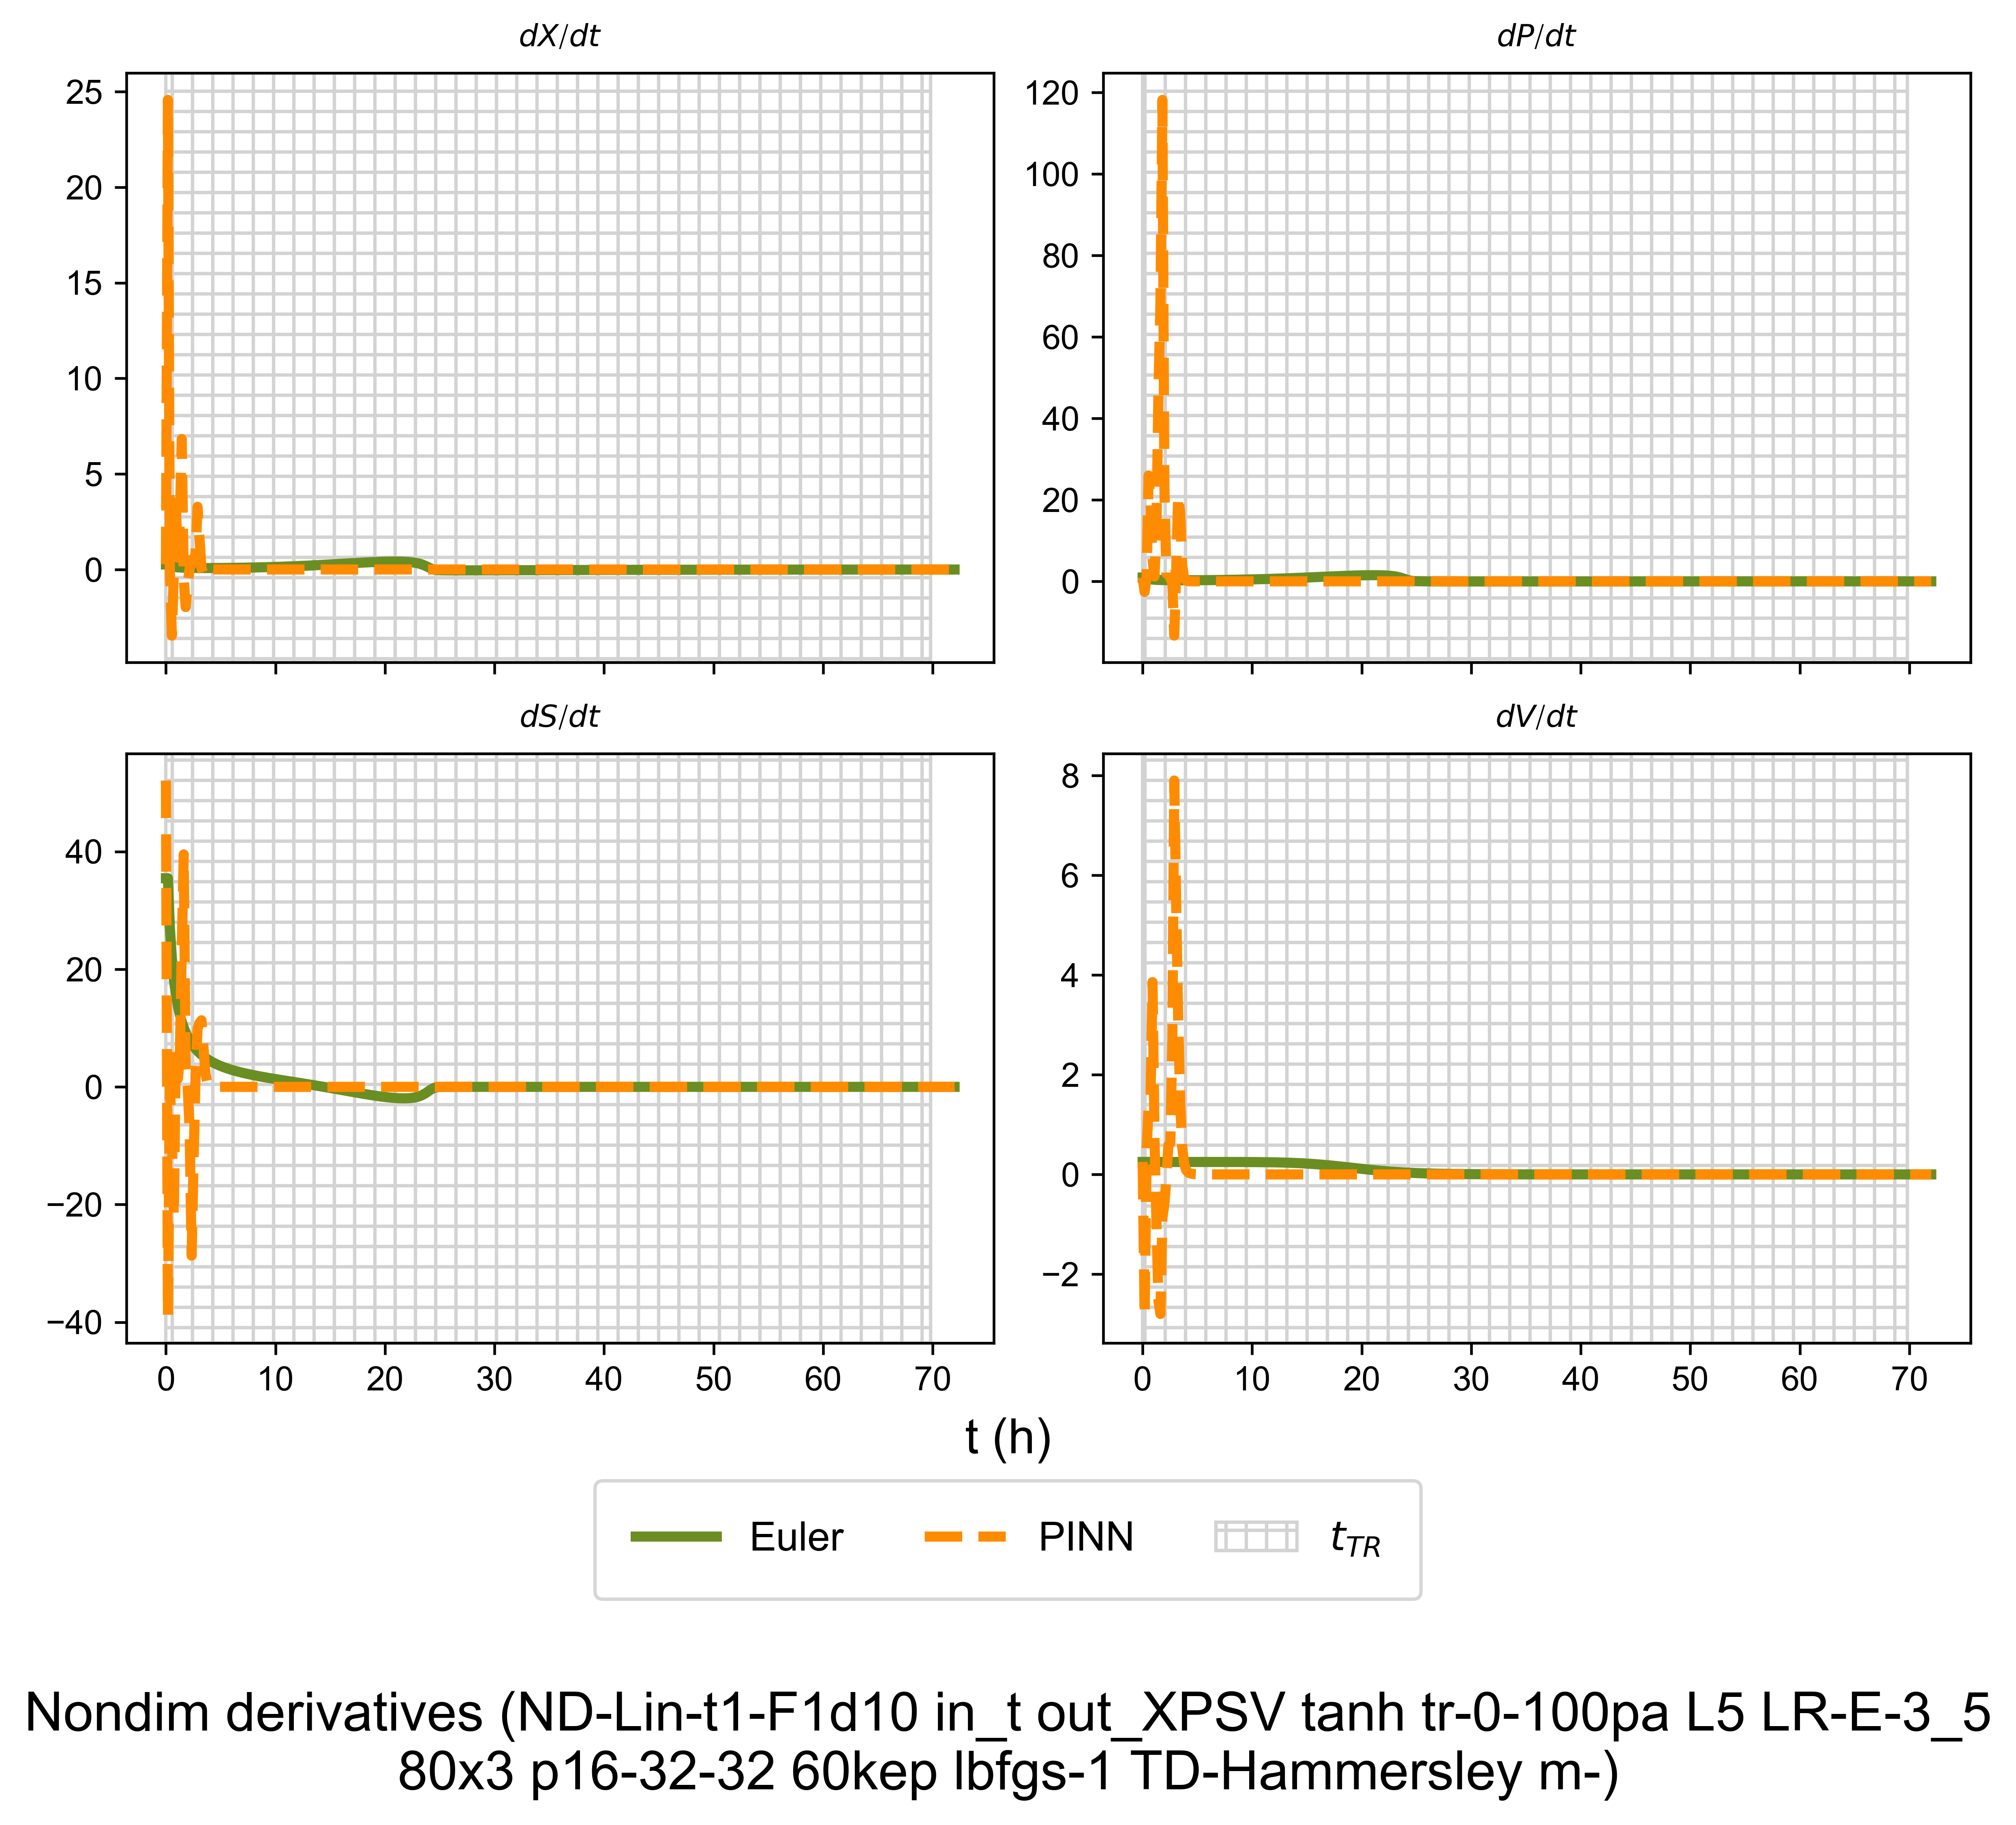 dX/dt
dP/dt
25
20
15
10
5
0
120
100
80
60
40
20
0
dS/dt
dV/dt
40
20
0
−20
−40
8
6
4
2
0
−2
0 10 20 30 40 50 60 70
0 10 20 30 40 50 60 70
t (h)
Euler PINN t_TR
Nondim derivatives (ND-Lin-t1-F1d10 in_t out_XPSV tanh tr-0-100pa L5 LR-E-3_5
80x3 p16-32-32 60kep lbfgs-1 TD-Hammersley m-)